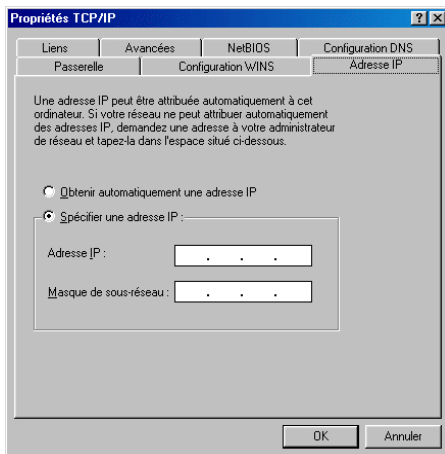 Propriétés TCP/IP
Liens Avancées NetBIOS Configuration DNS
Passerelle Configuration WINS Adresse IP
Une adresse IP peut être attribuée automatiquement à cet
ordinateur. Si votre réseau ne peut attribuer automatiquement
des adresses IP, demandez une adresse à votre administrateur
de réseau et tapez-la dans l'espace situé ci-dessous.
Obtenir automatiquement une adresse IP
Spécifier une adresse IP :
Adresse IP : . . .
Masque de sous-réseau : . . .
OK Annuler